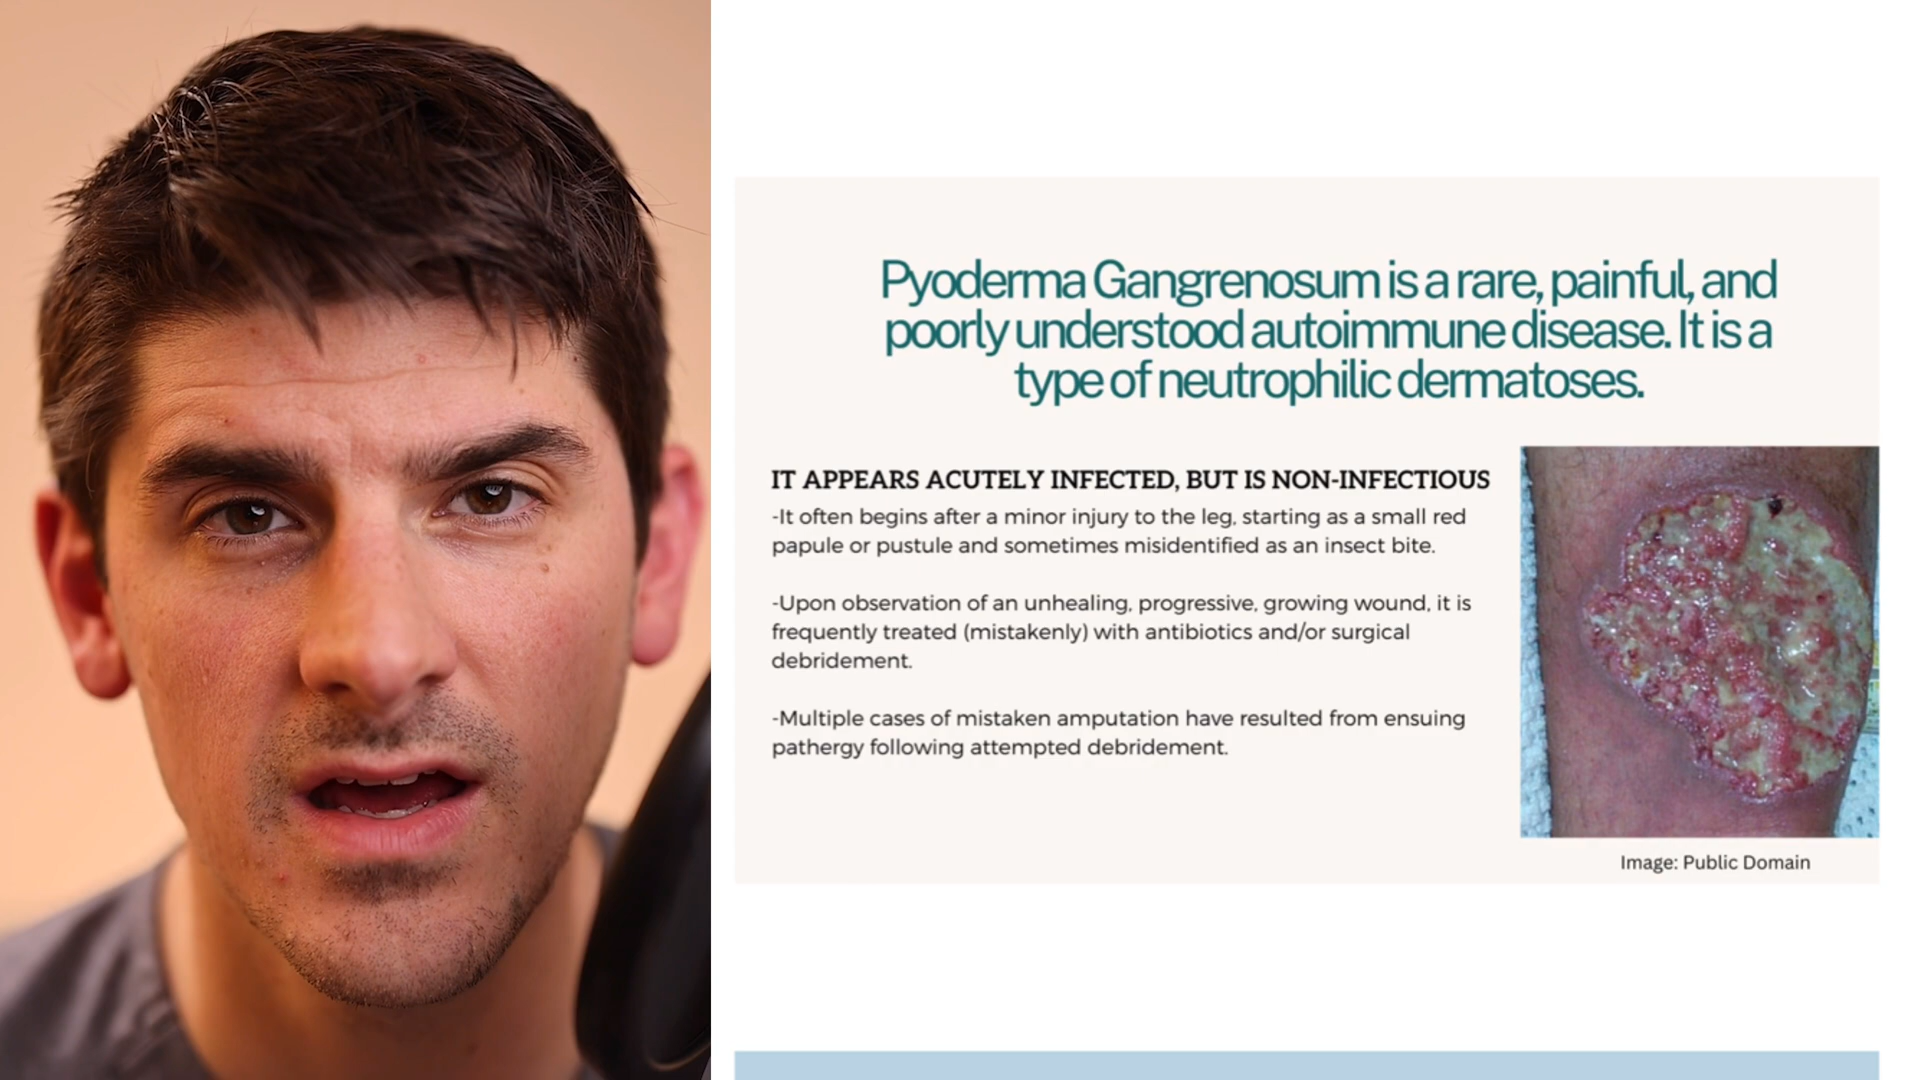 Pyoderma Gangrenosum is a rare, painful, and
poorly understood autoimmune disease. It is a
type of neutrophilic dermatoses.
IT APPEARS ACUTELY INFECTED, BUT IS NON-INFECTIOUS
-It often begins after a minor injury to the leg, starting as a small red
papule or pustule and sometimes misidentified as an insect bite.
-Upon observation of an unhealing, progressive, growing wound, it is
frequently treated (mistakenly) with antibiotics and/or surgical
debridement.
-Multiple cases of mistaken amputation have resulted from ensuing
pathergy following attempted debridement.
Image: Public Domain